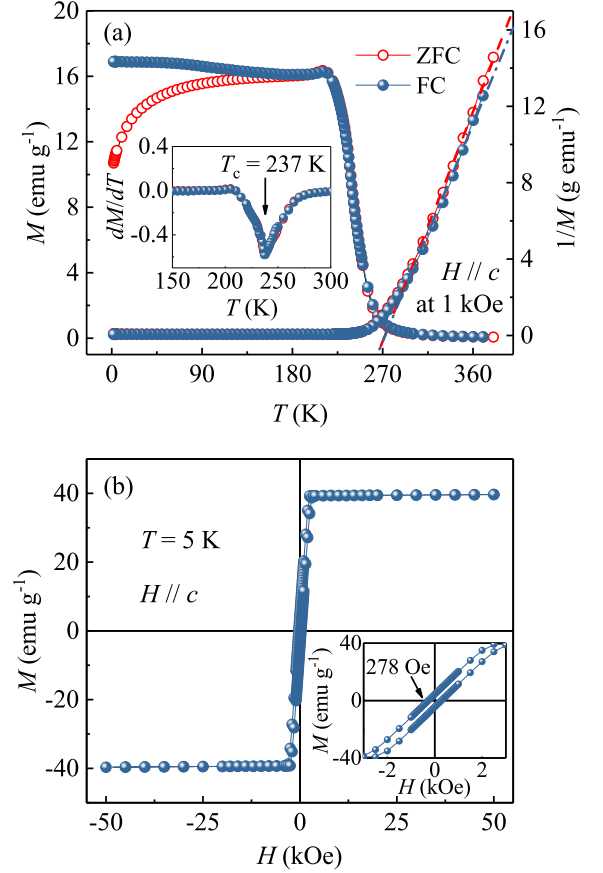 (a)
ZFC
FC
20
16
12
8
4
0
M (emu g⁻¹)
16
12
8
4
0
1/M (g emu⁻¹)
0.4
0.0
-0.4
dM/dT
T_c = 237 K
150 200 250 300
T (K)
H // c
at 1 kOe
0 90 180 270 360
T (K)
(b)
40
20
0
-20
-40
M (emu g⁻¹)
T = 5 K
H // c
40
0
-40
M (emu g⁻¹)
278 Oe
-2 0 2
H (kOe)
-50 -25 0 25 50
H (kOe)